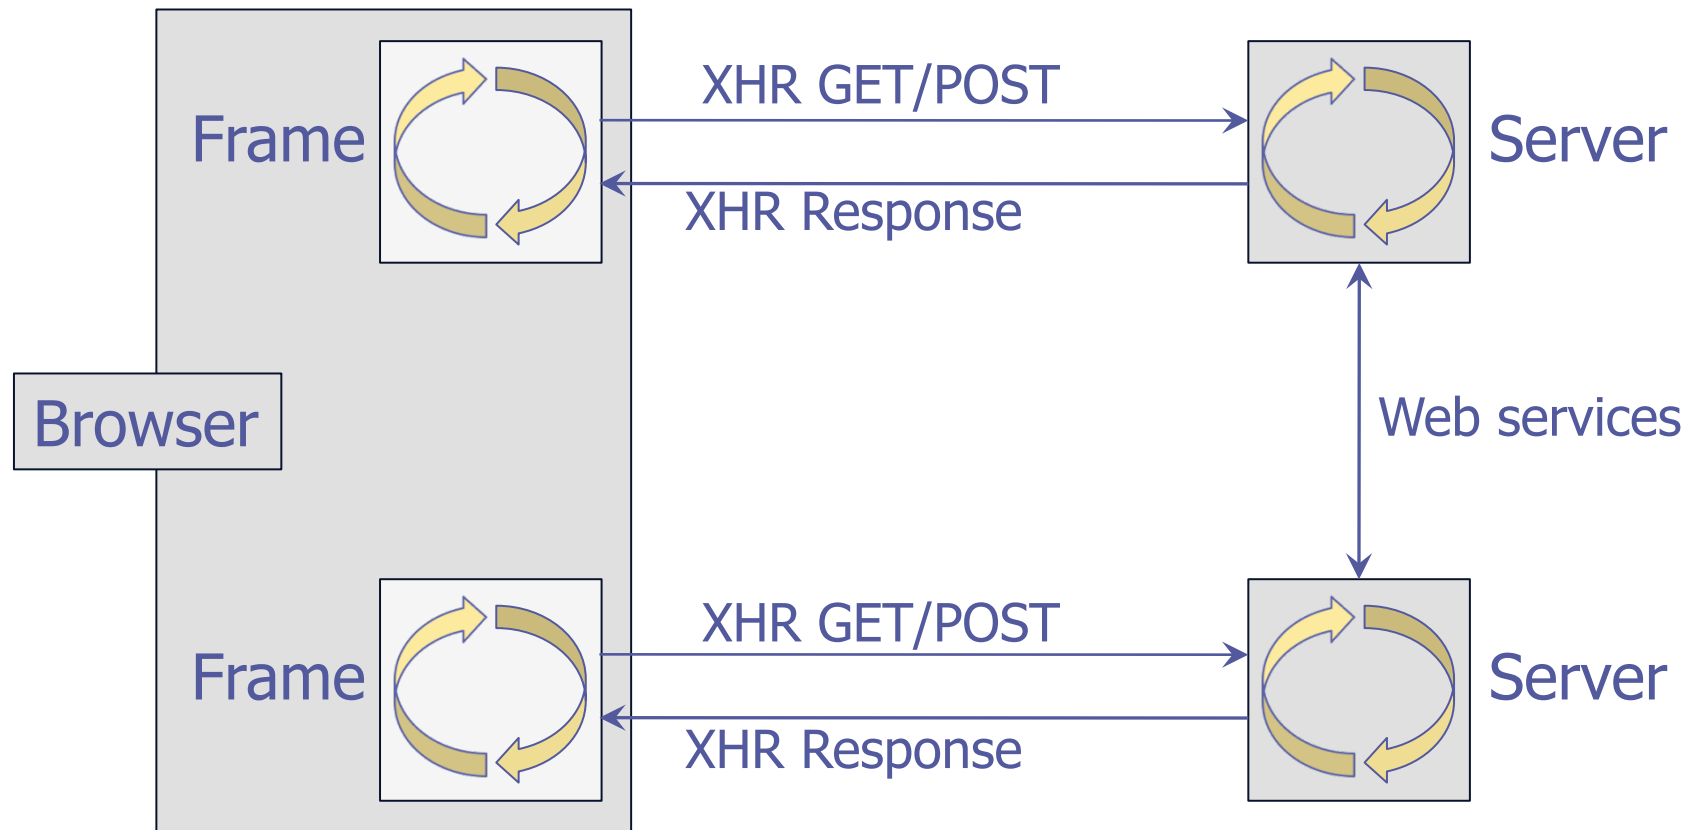 XHR GET/POST
Frame
Server
XHR Response
Browser
Web services
XHR GET/POST
Frame
Server
XHR Response